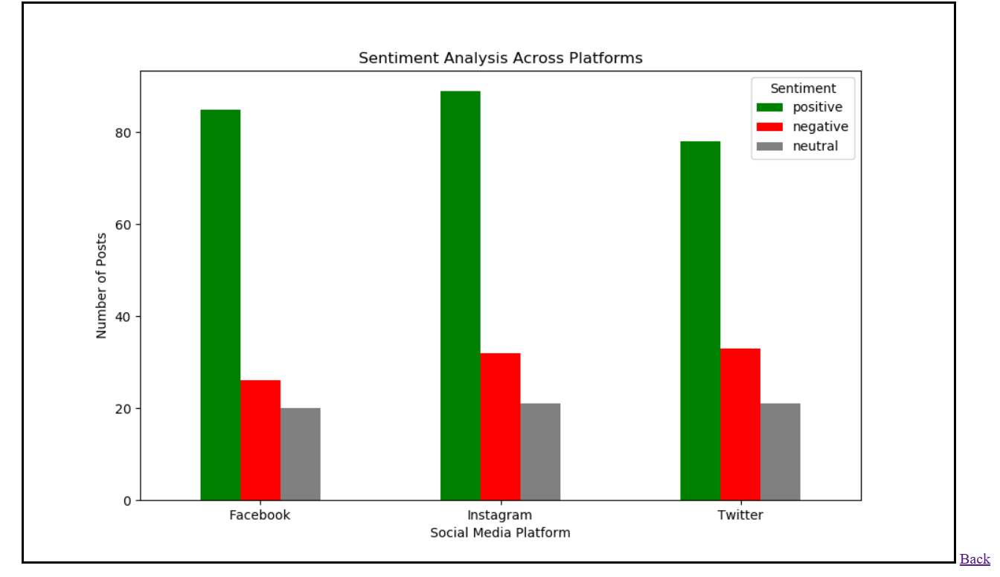 Sentiment Analysis Across Platforms
Sentiment
positive
negative
neutral
Number of Posts
80
60
40
20
0
Facebook Instagram Twitter
Social Media Platform
Back